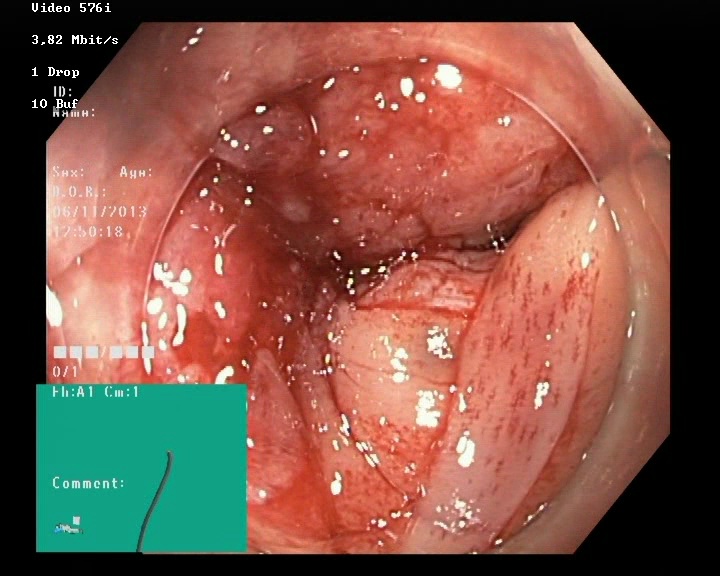 Video 576i
3,82 Mbit/s
1 Drop
ID:
10 Buf
Name:
Sex: Age:
D.O.B.:
06/11/2013
12:50:18
0/1
Eh:A1 Cm:1
Comment: